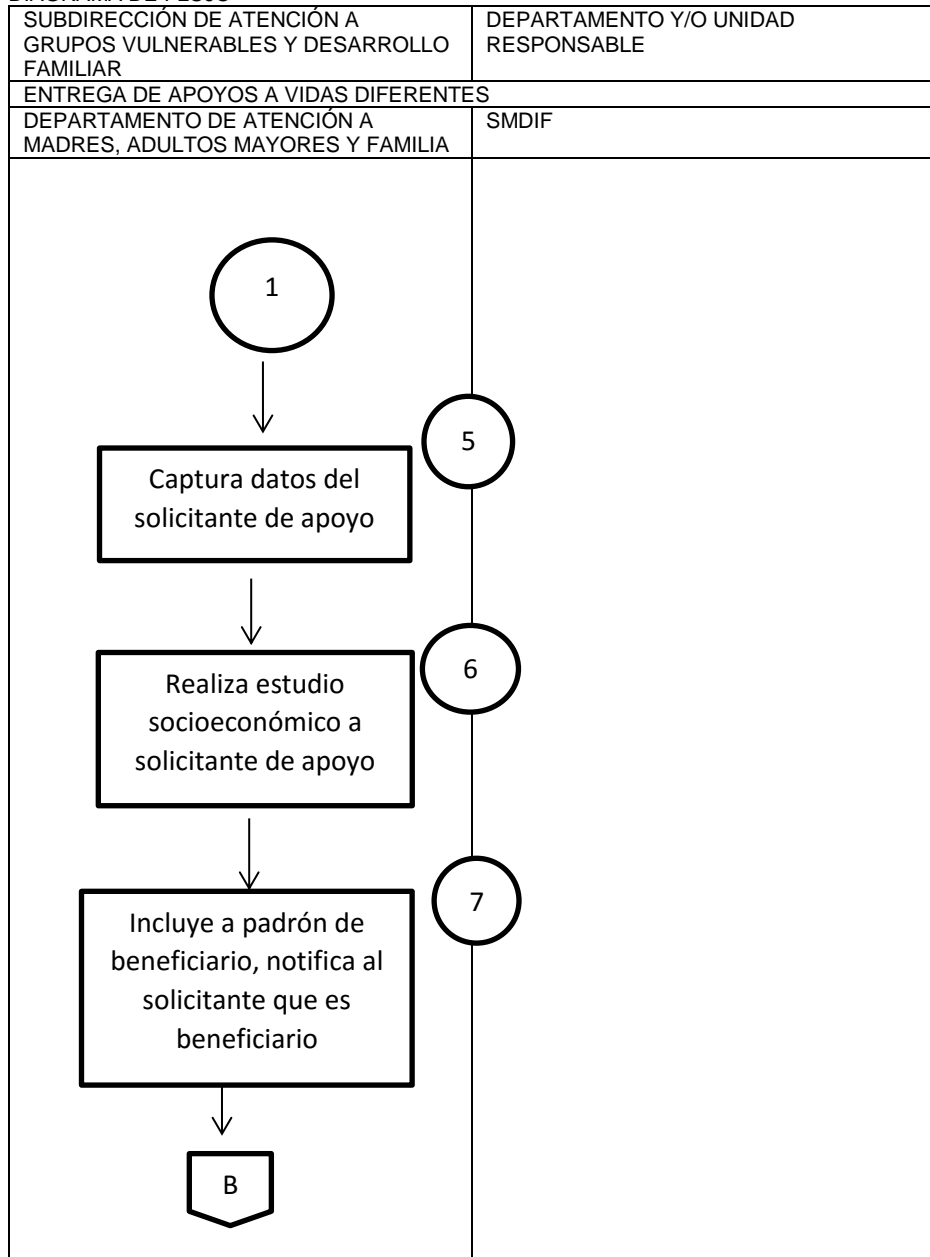 SUBDIRECCIÓN DE ATENCIÓN A
GRUPOS VULNERABLES Y DESARROLLO
FAMILIAR
DEPARTAMENTO Y/O UNIDAD
RESPONSABLE
ENTREGA DE APOYOS A VIDAS DIFERENTES
DEPARTAMENTO DE ATENCIÓN A
MADRES, ADULTOS MAYORES Y FAMILIA
SMDIF
1
5
Captura datos del
solicitante de apoyo
6
Realiza estudio
socioeconómico a
solicitante de apoyo
7
Incluye a padrón de
beneficiario, notifica al
solicitante que es
beneficiario
B